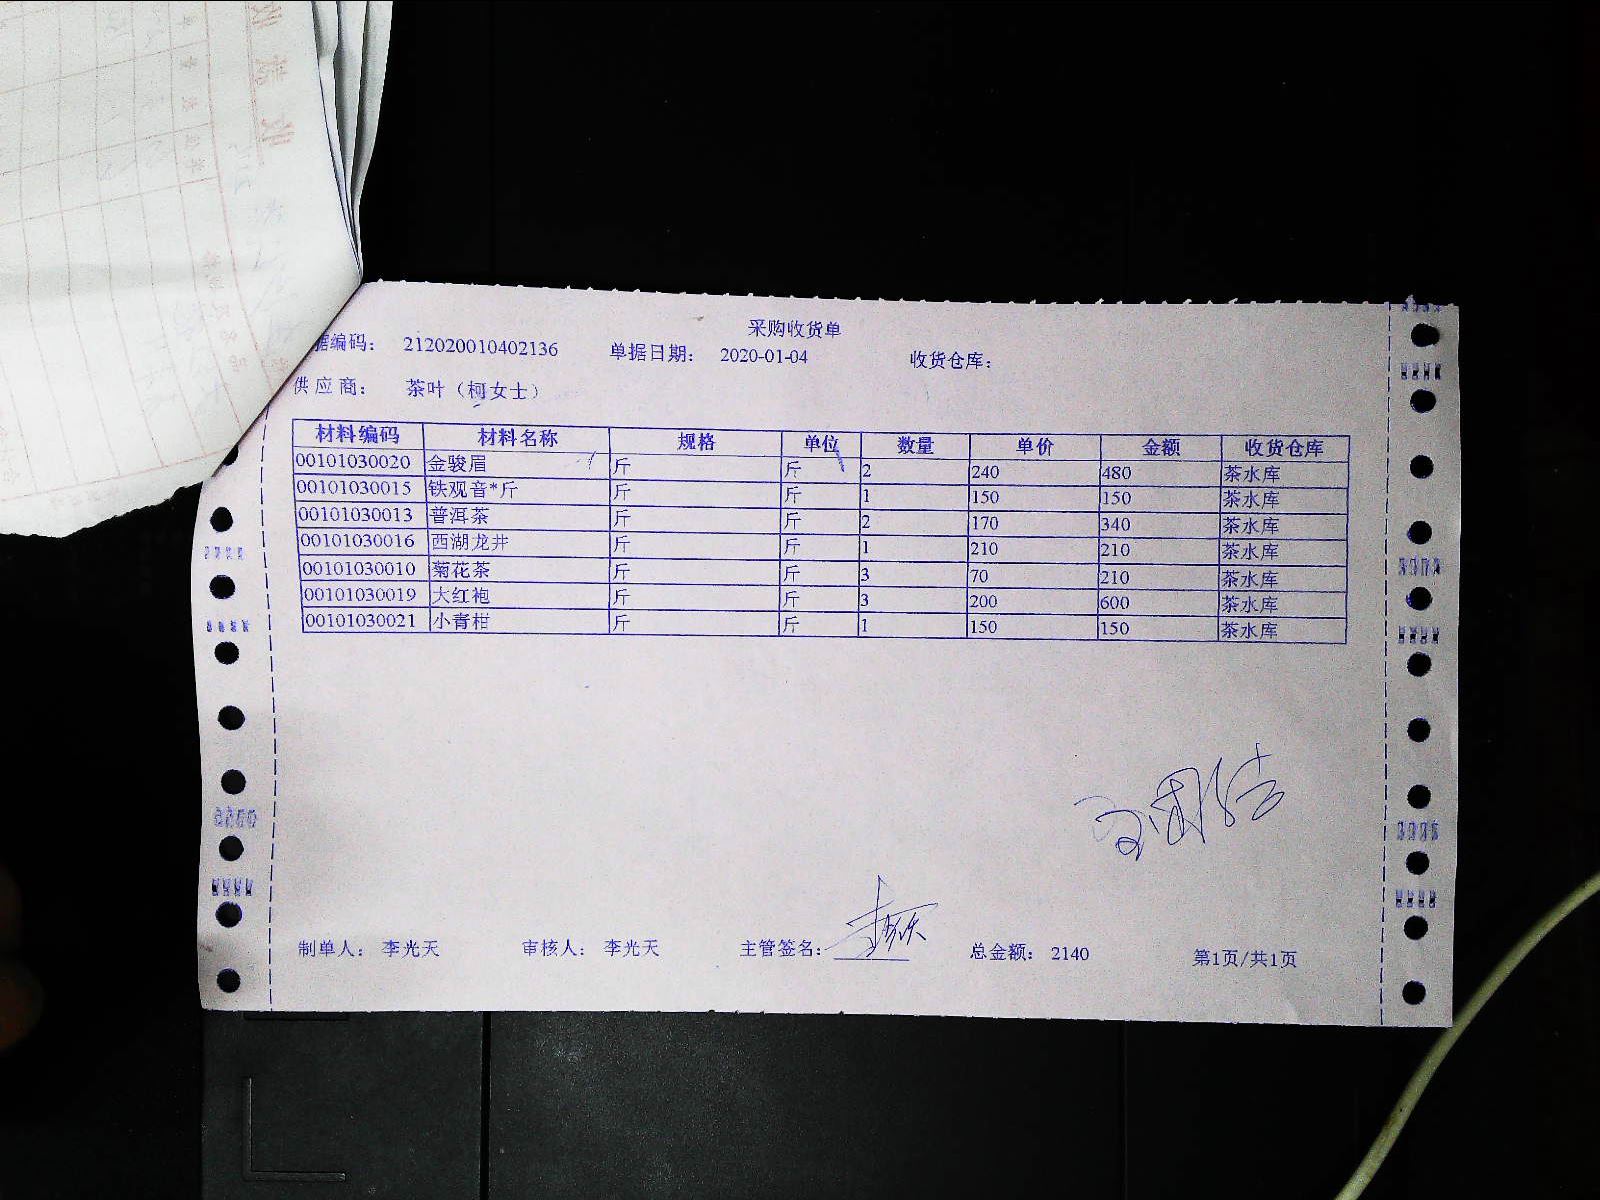 采购收货单
据编码： 212020010402136 单据日期： 2020-01-04 收货仓库：
供应商： 茶叶（柯女士）
材料编码 材料名称 规格 单位 数量 单价 金额 收货仓库
00101030020 金骏眉 斤 斤 2 240 480 茶水库
00101030015 铁观音*斤 斤 斤 1 150 150 茶水库
00101030013 普洱茶 斤 斤 2 170 340 茶水库
00101030016 西湖龙井 斤 斤 1 210 210 茶水库
00101030010 菊花茶 斤 斤 3 70 210 茶水库
00101030019 大红袍 斤 斤 3 200 600 茶水库
00101030021 小青柑 斤 斤 1 150 150 茶水库
制单人： 李光天 审核人： 李光天 主管签名： 总金额： 2140 第1页/共1页